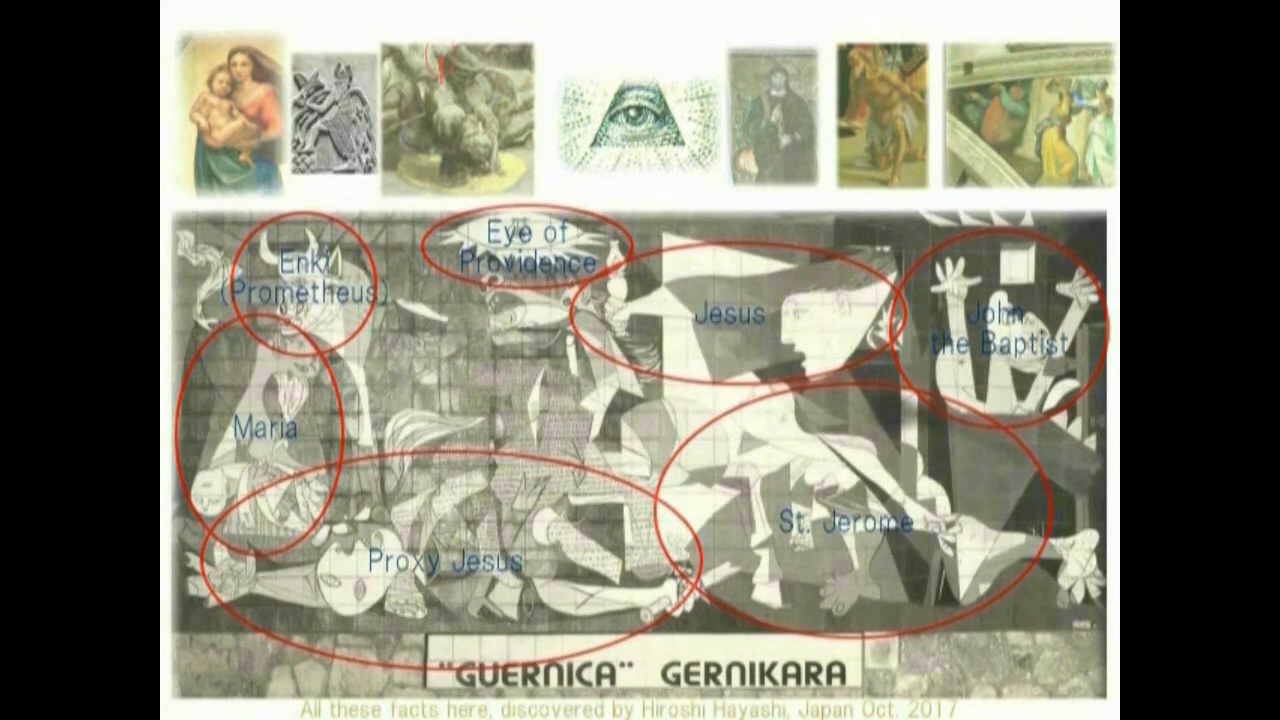 Eye of
Providence
Enki
(Prometheus)
Jesus
John
the Baptist
Maria
St. Jerome
Proxy Jesus
"GUERNICA" GERNIKARA
All these facts here, discovered by Hiroshi Hayashi, Japan Oct. 2017